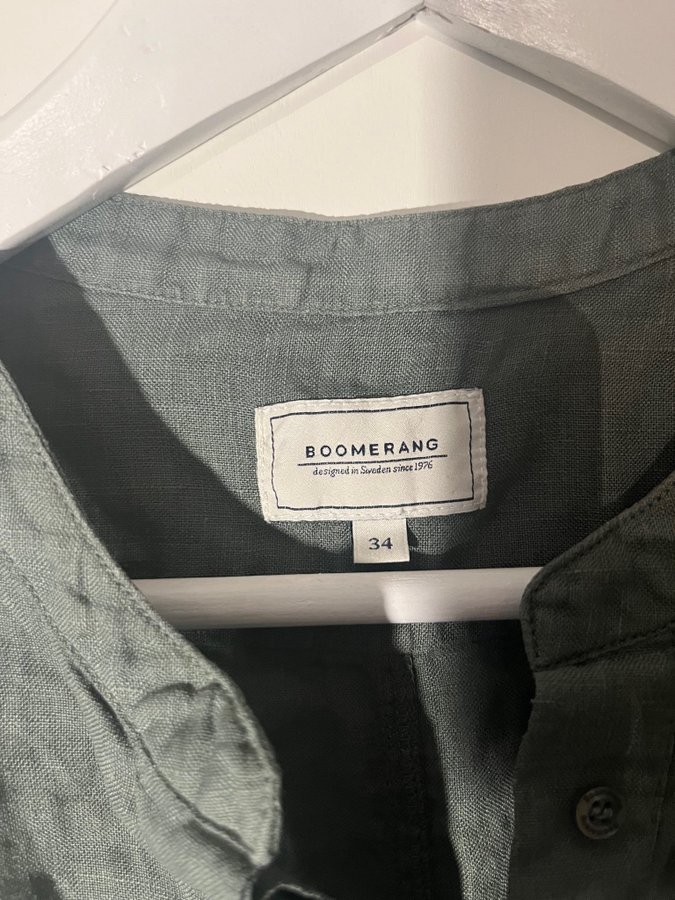 BOOMERANG
designed in Sweden since 1976
34